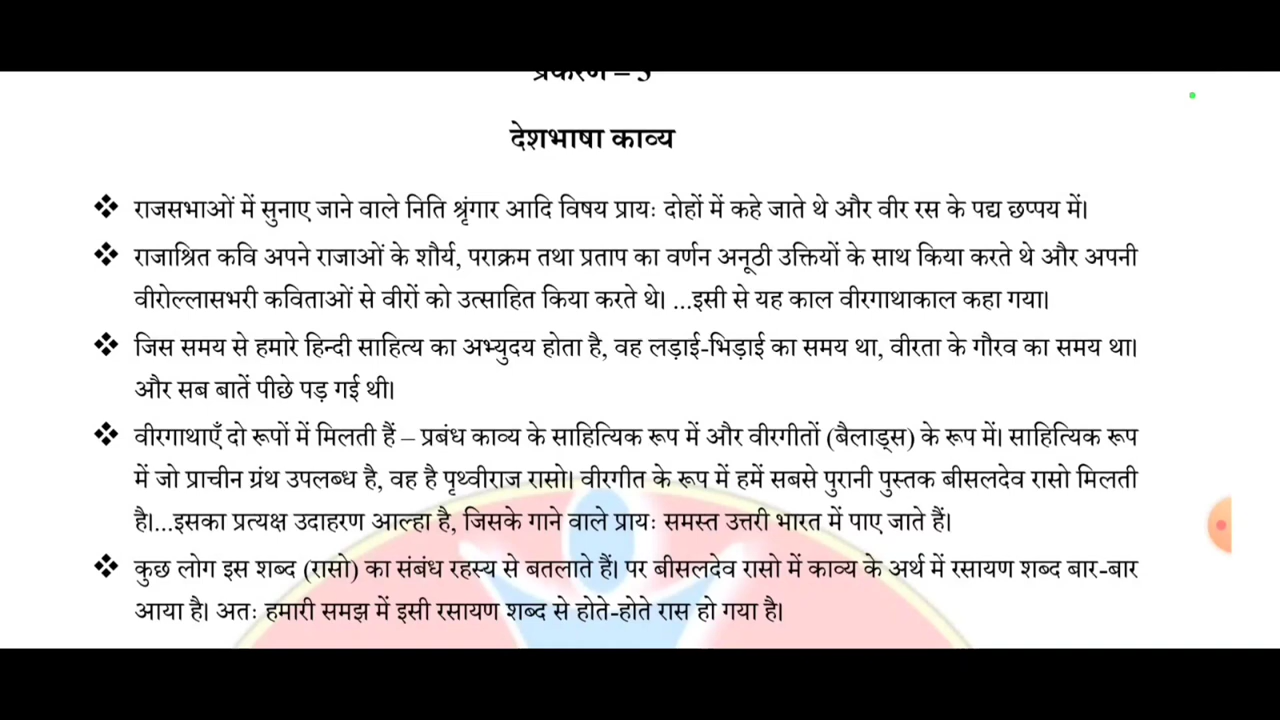 प्रकरण – 3
देशभाषा काव्य
❖ राजसभाओं में सुनाए जाने वाले निति श्रृंगार आदि विषय प्रायः दोहों में कहे जाते थे और वीर रस के पद्य छप्पय में।
❖ राजाश्रित कवि अपने राजाओं के शौर्य, पराक्रम तथा प्रताप का वर्णन अनूठी उक्तियों के साथ किया करते थे और अपनी
वीरोल्लासभरी कविताओं से वीरों को उत्साहित किया करते थे। ...इसी से यह काल वीरगाथाकाल कहा गया।
❖ जिस समय से हमारे हिन्दी साहित्य का अभ्युदय होता है, वह लड़ाई-भिड़ाई का समय था, वीरता के गौरव का समय था।
और सब बातें पीछे पड़ गई थी।
❖ वीरगाथाएँ दो रूपों में मिलती हैं – प्रबंध काव्य के साहित्यिक रूप में और वीरगीतों (बैलाड्स) के रूप में। साहित्यिक रूप
में जो प्राचीन ग्रंथ उपलब्ध है, वह है पृथ्वीराज रासो। वीरगीत के रूप में हमें सबसे पुरानी पुस्तक बीसलदेव रासो मिलती
है।...इसका प्रत्यक्ष उदाहरण आल्हा है, जिसके गाने वाले प्रायः समस्त उत्तरी भारत में पाए जाते हैं।
❖ कुछ लोग इस शब्द (रासो) का संबंध रहस्य से बतलाते हैं। पर बीसलदेव रासो में काव्य के अर्थ में रसायण शब्द बार-बार
आया है। अतः हमारी समझ में इसी रसायण शब्द से होते-होते रास हो गया है।